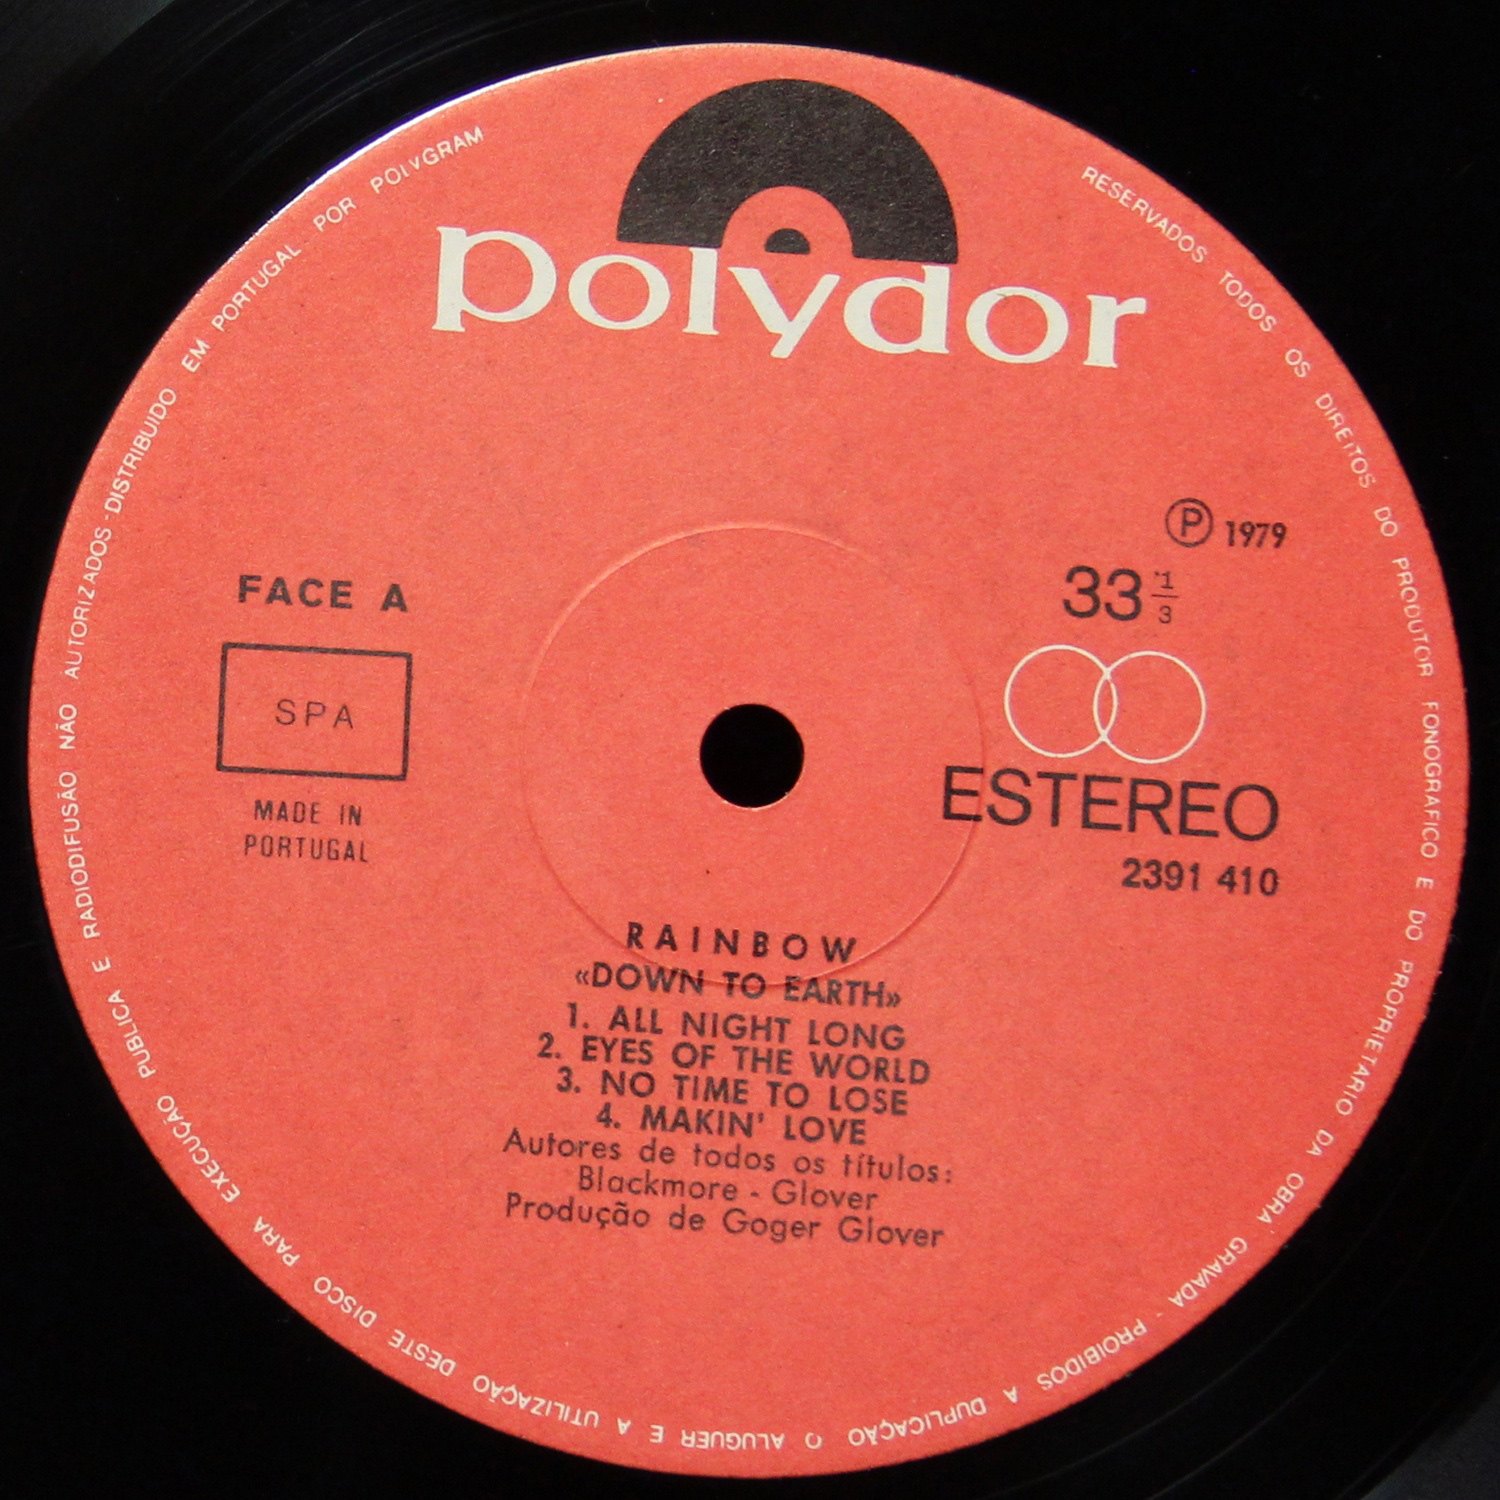 polydor
℗ 1979
33 1/3
FACE A
SPA
MADE IN
PORTUGAL
ESTEREO
2391 410
RAINBOW
«DOWN TO EARTH»
1. ALL NIGHT LONG
2. EYES OF THE WORLD
3. NO TIME TO LOSE
4. MAKIN' LOVE
Autores de todos os títulos:
Blackmore - Glover
Produção de Goger Glover
RESERVADOS TODOS OS DIREITOS DO PRODUTOR FONOGRAFICO E DO PROPRIETARIO DA OBRA GRAVADA - PROIBIDOS A DUPLICAÇÃO O ALUGUER E A UTILIZAÇÃO DESTE DISCO PARA EXECUÇÃO PUBLICA E RADIODIFUSÃO NÃO AUTORIZADOS - DISTRIBUIDO EM PORTUGAL POR POLYGRAM